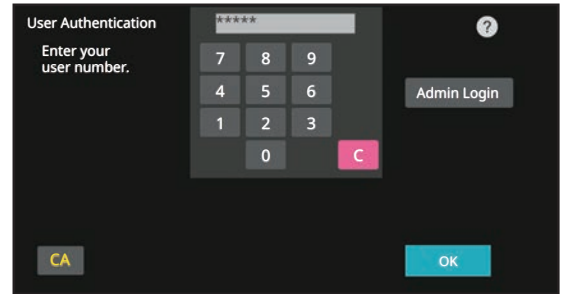 User Authentication
*****
?
Enter your
user number.
7 8 9
4 5 6
Admin Login
1 2 3
0 C
CA
OK